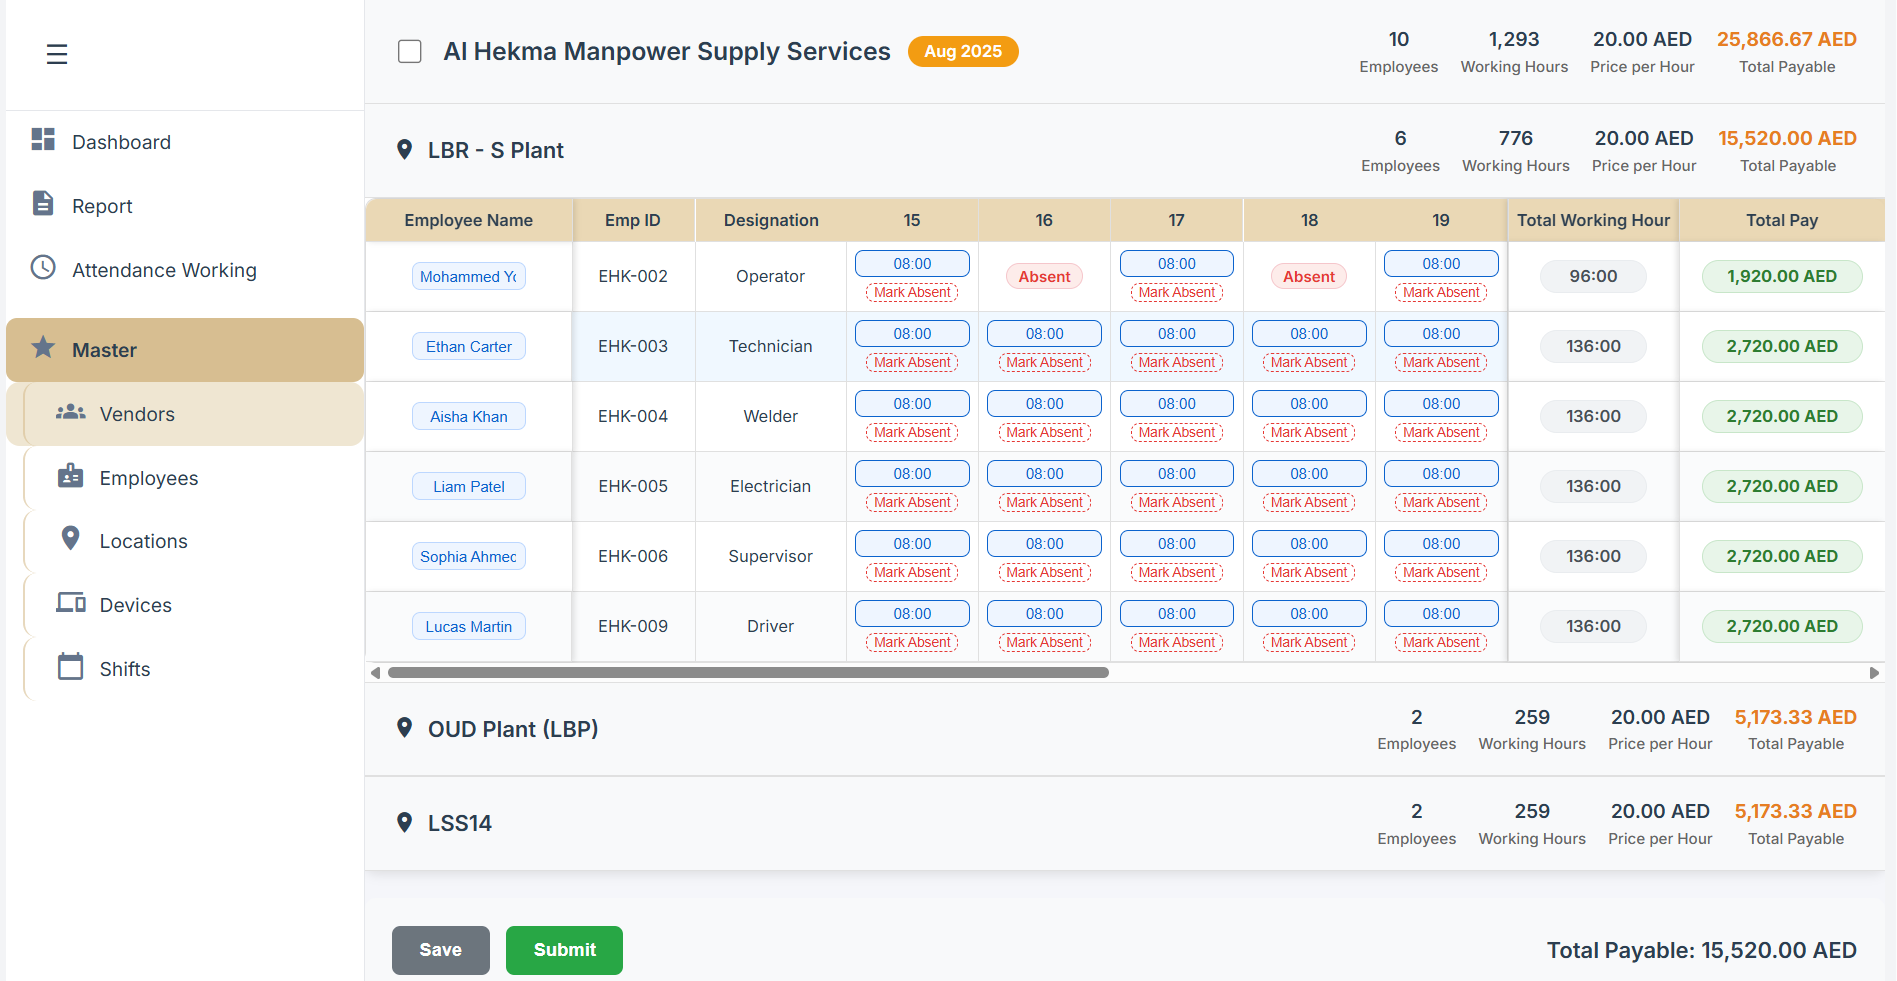 Al Hekma Manpower Supply Services Aug 2025 10 Employees 1,293 Working Hours 20.00 AED Price per Hour 25,866.67 AED Total Payable
Dashboard
Report
Attendance Working
Master
Vendors
Employees
Locations
Devices
Shifts
LBR - S Plant 6 Employees 776 Working Hours 20.00 AED Price per Hour 15,520.00 AED Total Payable
Employee Name Emp ID Designation 15 16 17 18 19 Total Working Hour Total Pay
Mohammed Yo EHK-002 Operator 08:00 Absent 08:00 Absent 08:00 96:00 1,920.00 AED
Mark Absent Mark Absent Mark Absent
Ethan Carter EHK-003 Technician 08:00 08:00 08:00 08:00 08:00 136:00 2,720.00 AED
Mark Absent Mark Absent Mark Absent Mark Absent Mark Absent
Aisha Khan EHK-004 Welder 08:00 08:00 08:00 08:00 08:00 136:00 2,720.00 AED
Mark Absent Mark Absent Mark Absent Mark Absent Mark Absent
Liam Patel EHK-005 Electrician 08:00 08:00 08:00 08:00 08:00 136:00 2,720.00 AED
Mark Absent Mark Absent Mark Absent Mark Absent Mark Absent
Sophia Ahmed EHK-006 Supervisor 08:00 08:00 08:00 08:00 08:00 136:00 2,720.00 AED
Mark Absent Mark Absent Mark Absent Mark Absent Mark Absent
Lucas Martin EHK-009 Driver 08:00 08:00 08:00 08:00 08:00 136:00 2,720.00 AED
Mark Absent Mark Absent Mark Absent Mark Absent Mark Absent
OUD Plant (LBP) 2 Employees 259 Working Hours 20.00 AED Price per Hour 5,173.33 AED Total Payable
LSS14 2 Employees 259 Working Hours 20.00 AED Price per Hour 5,173.33 AED Total Payable
Save Submit Total Payable: 15,520.00 AED